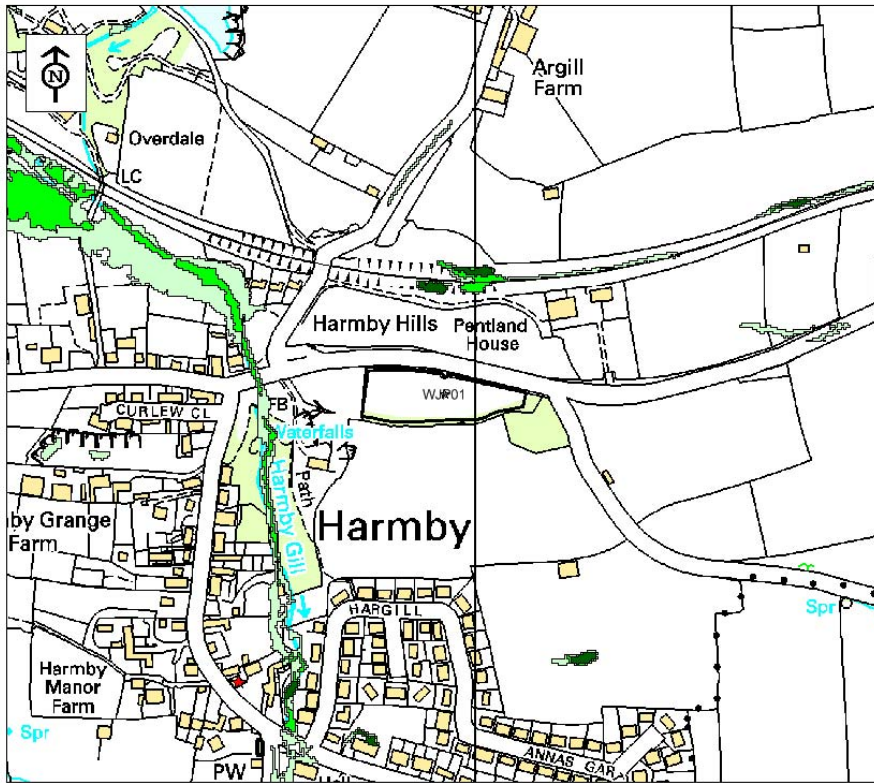 N
Argill
Farm
Overdale
LC
Harmby Hills
Pentland
House
WJP01
CURLEW CL
FB
Waterfalls
Path
Harmby Gill
Harmby
by Grange
Farm
HARGILL
Spr
Harmby
Manor
Farm
Spr
ANNAS GAR
PW